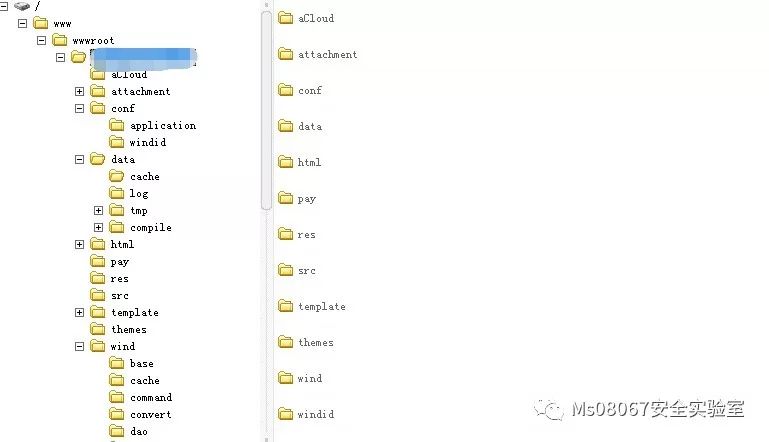 /
www
wwwroot
aCloud
attachment
conf
application
windid
data
cache
log
tmp
compile
html
pay
res
src
template
themes
wind
base
cache
command
convert
dao
aCloud
attachment
conf
data
html
pay
res
src
template
themes
wind
windid
Ms08067安全实验室